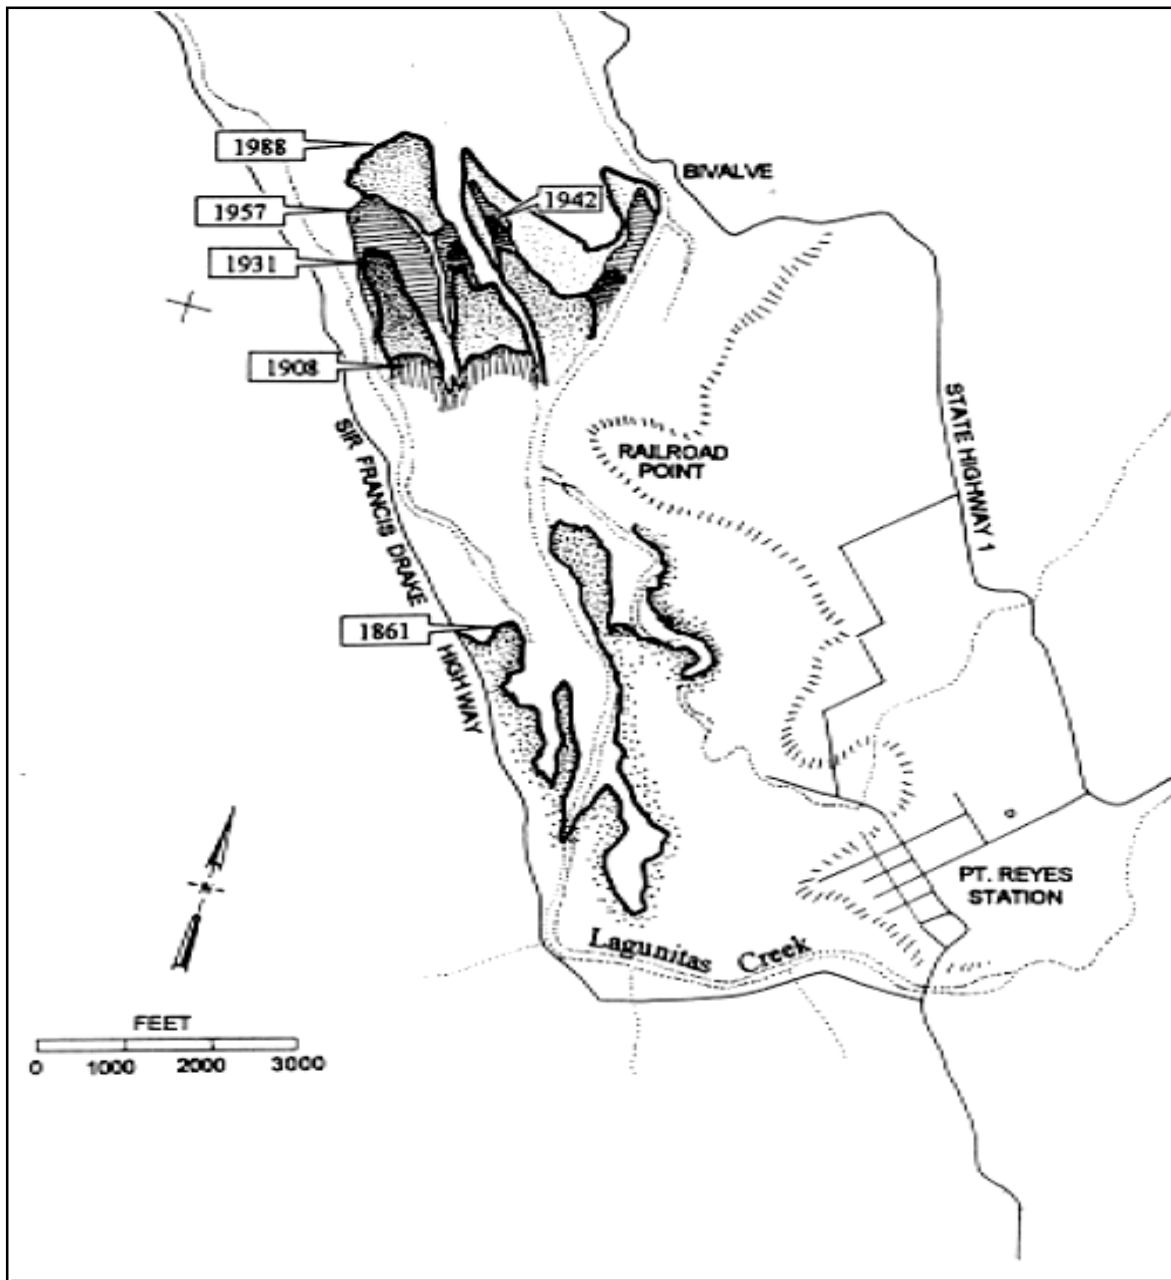 1988
BIVALVE
1942
1957
1931
1908
SIR FRANCIS DRAKE
HIGHWAY
RAILROAD
POINT
STATE HIGHWAY 1
1861
PT. REYES
STATION
Lagunitas Creek
FEET
0 1000 2000 3000